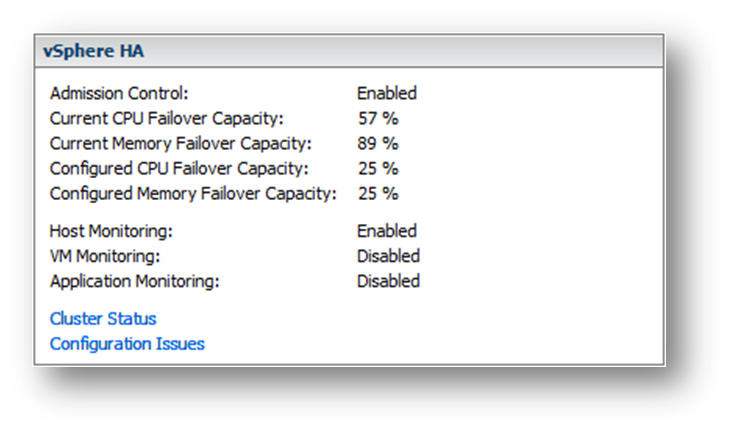 vSphere HA
Admission Control: Enabled
Current CPU Failover Capacity: 57 %
Current Memory Failover Capacity: 89 %
Configured CPU Failover Capacity: 25 %
Configured Memory Failover Capacity: 25 %
Host Monitoring: Enabled
VM Monitoring: Disabled
Application Monitoring: Disabled
Cluster Status
Configuration Issues